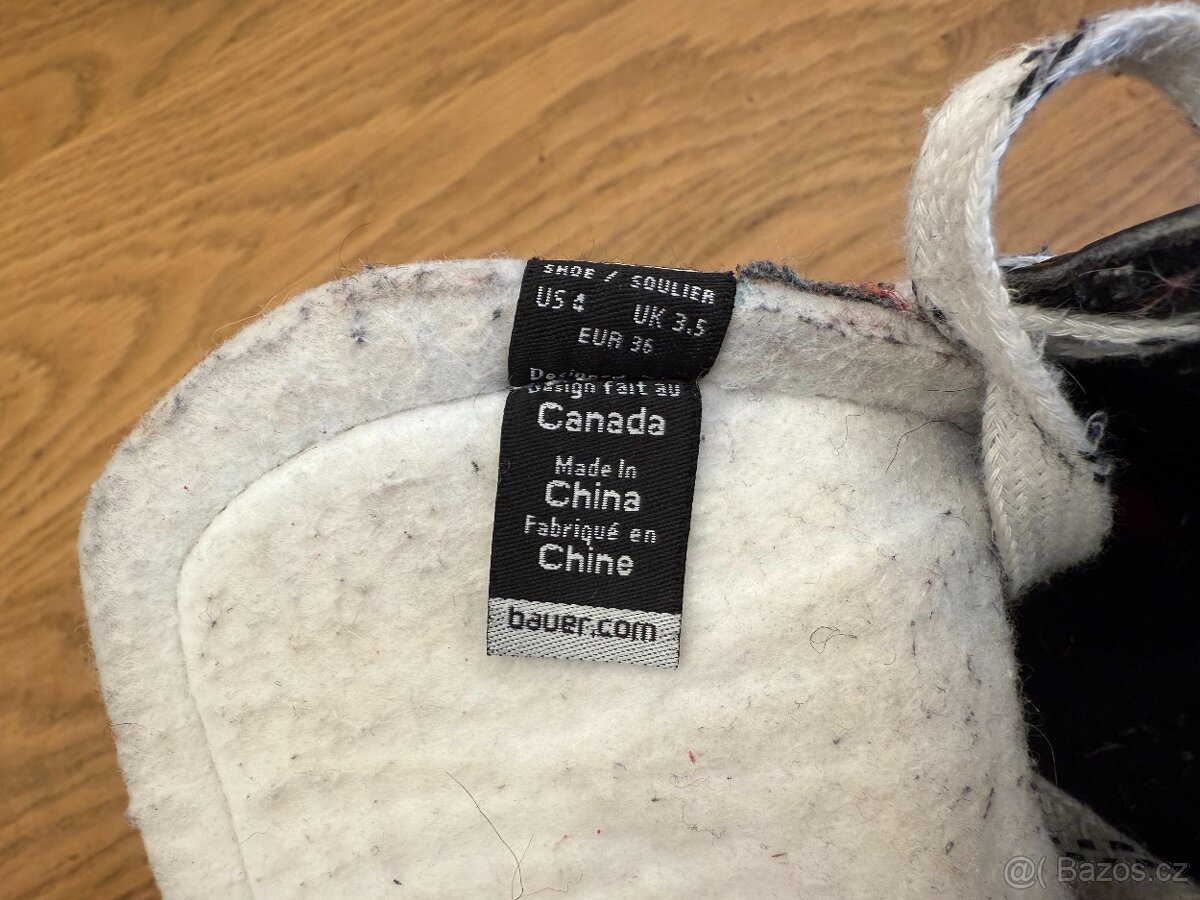 SHOE / SOULIER
US 4 UK 3.5
EUR 36
Design fait au
Canada
Made In
China
Fabriqué en
Chine
bauer.com
@( Bazos.cz